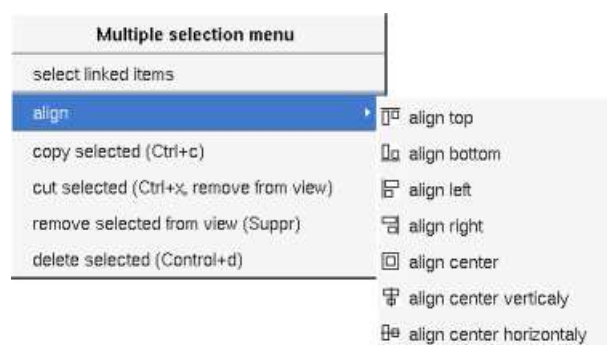 Multiple selection menu
select linked items
align
copy selected (Ctrl+c)
cut selected (Ctrl+x, remove from view)
remove selected from view (Suppr)
delete selected (Control+d)
align top
align bottom
align left
align right
align center
align center verticaly
align center horizontaly